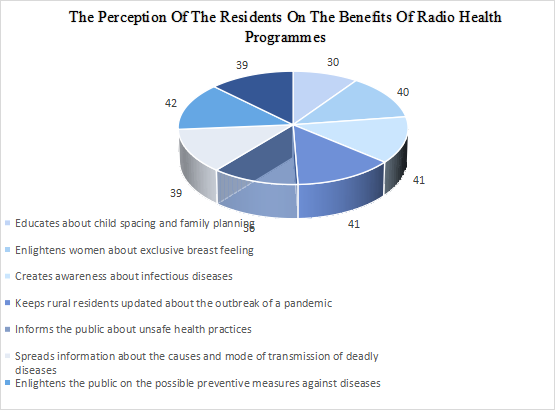 The Perception Of The Residents On The Benefits Of Radio Health
Programmes
39
30
42
40
39
41
36
41
Educates about child spacing and family planning
Enlightens women about exclusive breast feeling
Creates awareness about infectious diseases
Keeps rural residents updated about the outbreak of a pandemic
Informs the public about unsafe health practices
Spreads information about the causes and mode of transmission of deadly
diseases
Enlightens the public on the possible preventive measures against diseases